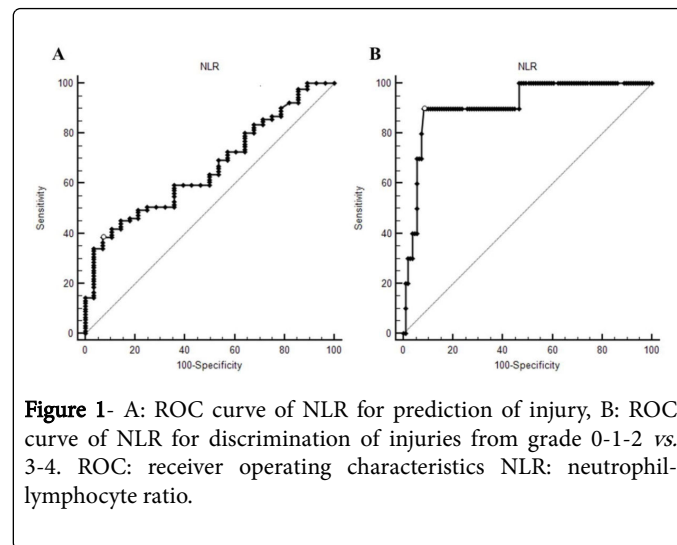 A
B
NLR
NLR
100
80
60
40
20
0
Sensitivity
0 20 40 60 80 100
100-Specificity
100
80
60
40
20
0
Sensitivity
0 20 40 60 80 100
100-Specificity
Figure 1- A: ROC curve of NLR for prediction of injury, B: ROC
curve of NLR for discrimination of injuries from grade 0-1-2 vs.
3-4. ROC: receiver operating characteristics NLR: neutrophil-
lymphocyte ratio.